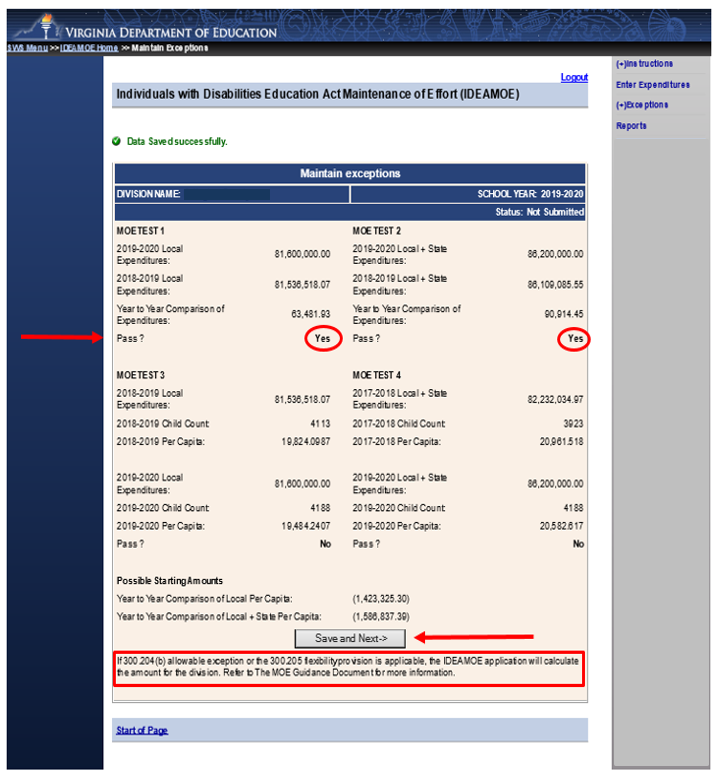 VIRGINIA DEPARTMENT OF EDUCATION
SWS Menu >> IDEAMOE Home >> Maintain Exceptions
(+)Instructions
Enter Expenditures
(+)Exceptions
Reports
Logout
Individuals with Disabilities Education Act Maintenance of Effort (IDEAMOE)
Data Saved successfully.
Maintain exceptions
DIVISION NAME: SCHOOL YEAR: 2019-2020
Status: Not Submitted
MOE TEST 1 MOE TEST 2
2019-2020 Local Expenditures: 81,600,000.00 2019-2020 Local + State Expenditures: 86,200,000.00
2018-2019 Local Expenditures: 81,536,518.07 2018-2019 Local + State Expenditures: 86,109,085.55
Year to Year Comparison of Expenditures: 63,481.93 Year to Year Comparison of Expenditures: 90,914.45
Pass ? Yes Pass ? Yes
MOE TEST 3 MOE TEST 4
2018-2019 Local Expenditures: 81,536,518.07 2017-2018 Local + State Expenditures: 82,232,034.97
2018-2019 Child Count: 4113 2017-2018 Child Count: 3923
2018-2019 Per Capita: 19,824.0987 2017-2018 Per Capita: 20,961.518
2019-2020 Local Expenditures: 81,600,000.00 2019-2020 Local + State Expenditures: 86,200,000.00
2019-2020 Child Count: 4188 2019-2020 Child Count: 4188
2019-2020 Per Capita: 19,484.2407 2019-2020 Per Capita: 20,582.617
Pass ? No Pass ? No
Possible Starting Amounts
Year to Year Comparison of Local Per Capita: (1,423,325.30)
Year to Year Comparison of Local + State Per Capita: (1,586,837.39)
Save and Next->
If 300.204(b) allowable exception or the 300.205 flexibility provision is applicable, the IDEAMOE application will calculate
the amount for the division. Refer to The MOE Guidance Document for more information.
Start of Page